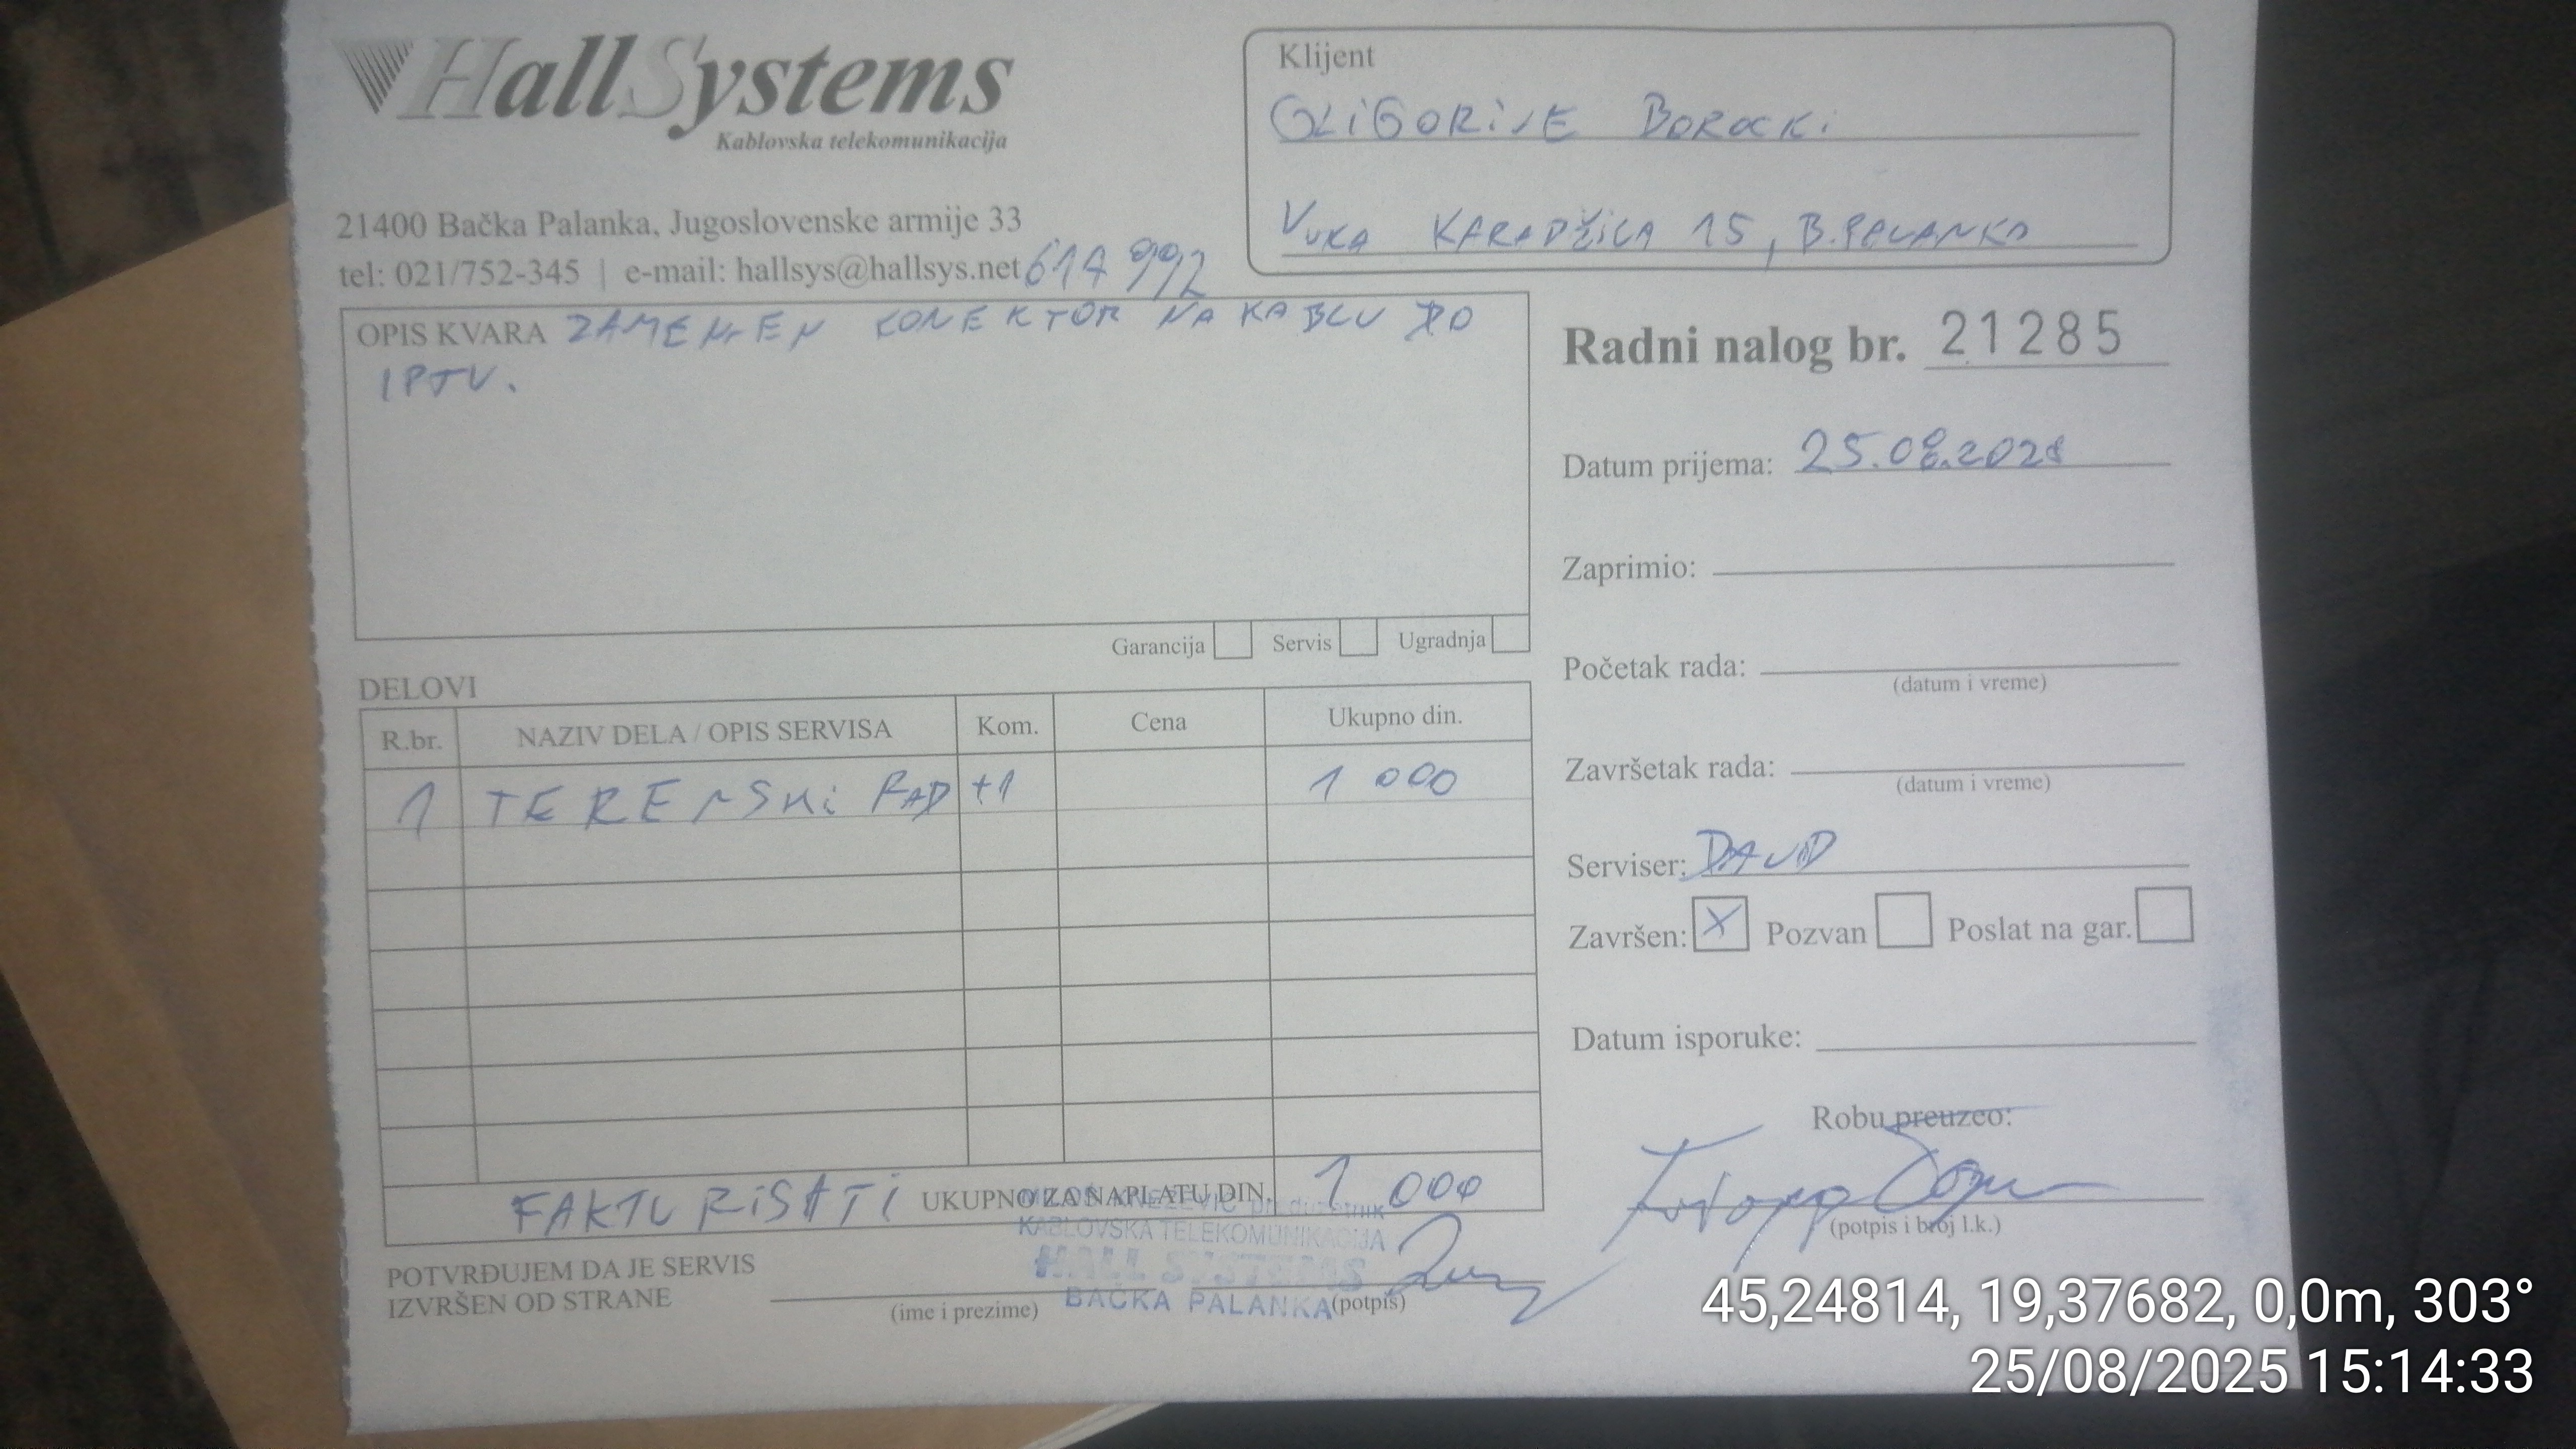 HallSystems
Kablovska telekomunikacija
21400 Bačka Palanka, Jugoslovenske armije 33
tel: 021/752-345 | e-mail: hallsys@hallsys.net 617 992
Klijent
GLIGORIJE BOROCKI
VUKA KARADŽIĆA 15, B.PALANKA
OPIS KVARA ZAMENJEN KONEKTOR NA KABLU DO
IPTV.
Garancija Servis Ugradnja
Radni nalog br. 21285
Datum prijema: 25.08.2025
Zaprimio:
Početak rada:
(datum i vreme)
Završetak rada:
(datum i vreme)
Serviser: DAVID
Završen: X Pozvan Poslat na gar.
Datum isporuke:
Robu preuzeo:
(potpis i broj l.k.)
DELOVI
R.br. NAZIV DELA / OPIS SERVISA Kom. Cena Ukupno din.
1 TERENSKI RAD +1 1 000
FAKTURISATI UKUPNO ZA NAPLATU DIN. 1 000
KABLOVSKA TELEKOMUNIKACIJA
HALL SYSTEMS
BAČKA PALANKA
POTVRĐUJEM DA JE SERVIS
IZVRŠEN OD STRANE
(ime i prezime) (potpis)
45,24814, 19,37682, 0,0m, 303°
25/08/2025 15:14:33